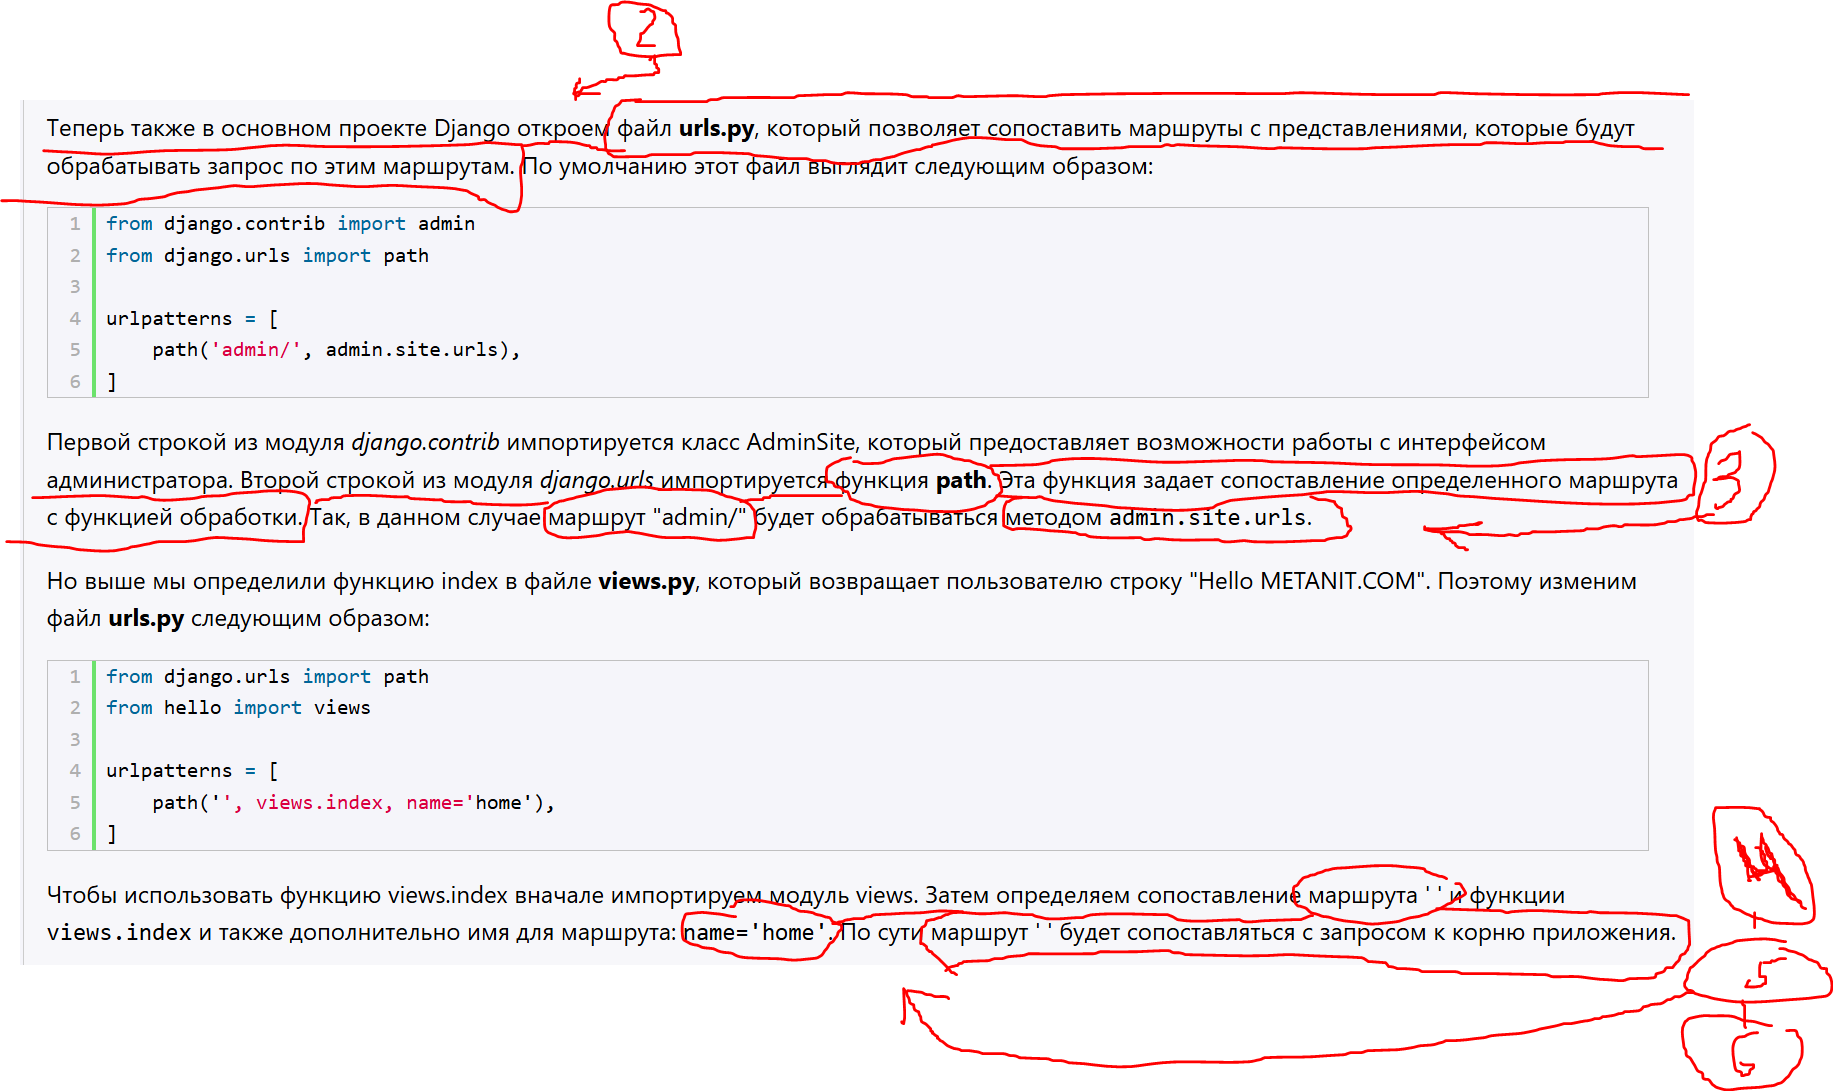 2
Теперь также в основном проекте Django откроем файл urls.py, который позволяет сопоставить маршруты с представлениями, которые будут
обрабатывать запрос по этим маршрутам. По умолчанию этот файл выглядит следующим образом:
1 from django.contrib import admin
2 from django.urls import path
3
4 urlpatterns = [
5     path('admin/', admin.site.urls),
6 ]
Первой строкой из модуля django.contrib импортируется класс AdminSite, который предоставляет возможности работы с интерфейсом
администратора. Второй строкой из модуля django.urls импортируется функция path. Эта функция задает сопоставление определенного маршрута
3
с функцией обработки. Так, в данном случае маршрут "admin/" будет обрабатываться методом admin.site.urls.
Но выше мы определили функцию index в файле views.py, который возвращает пользователю строку "Hello METANIT.COM". Поэтому изменим
файл urls.py следующим образом:
1 from django.urls import path
2 from hello import views
3
4 urlpatterns = [
5     path('', views.index, name='home'),
6 ]
Чтобы использовать функцию views.index вначале импортируем модуль views. Затем определяем сопоставление маршрута ' ' и функции
views.index и также дополнительно имя для маршрута: name='home'. По сути маршрут ' ' будет сопоставляться с запросом к корню приложения.
5